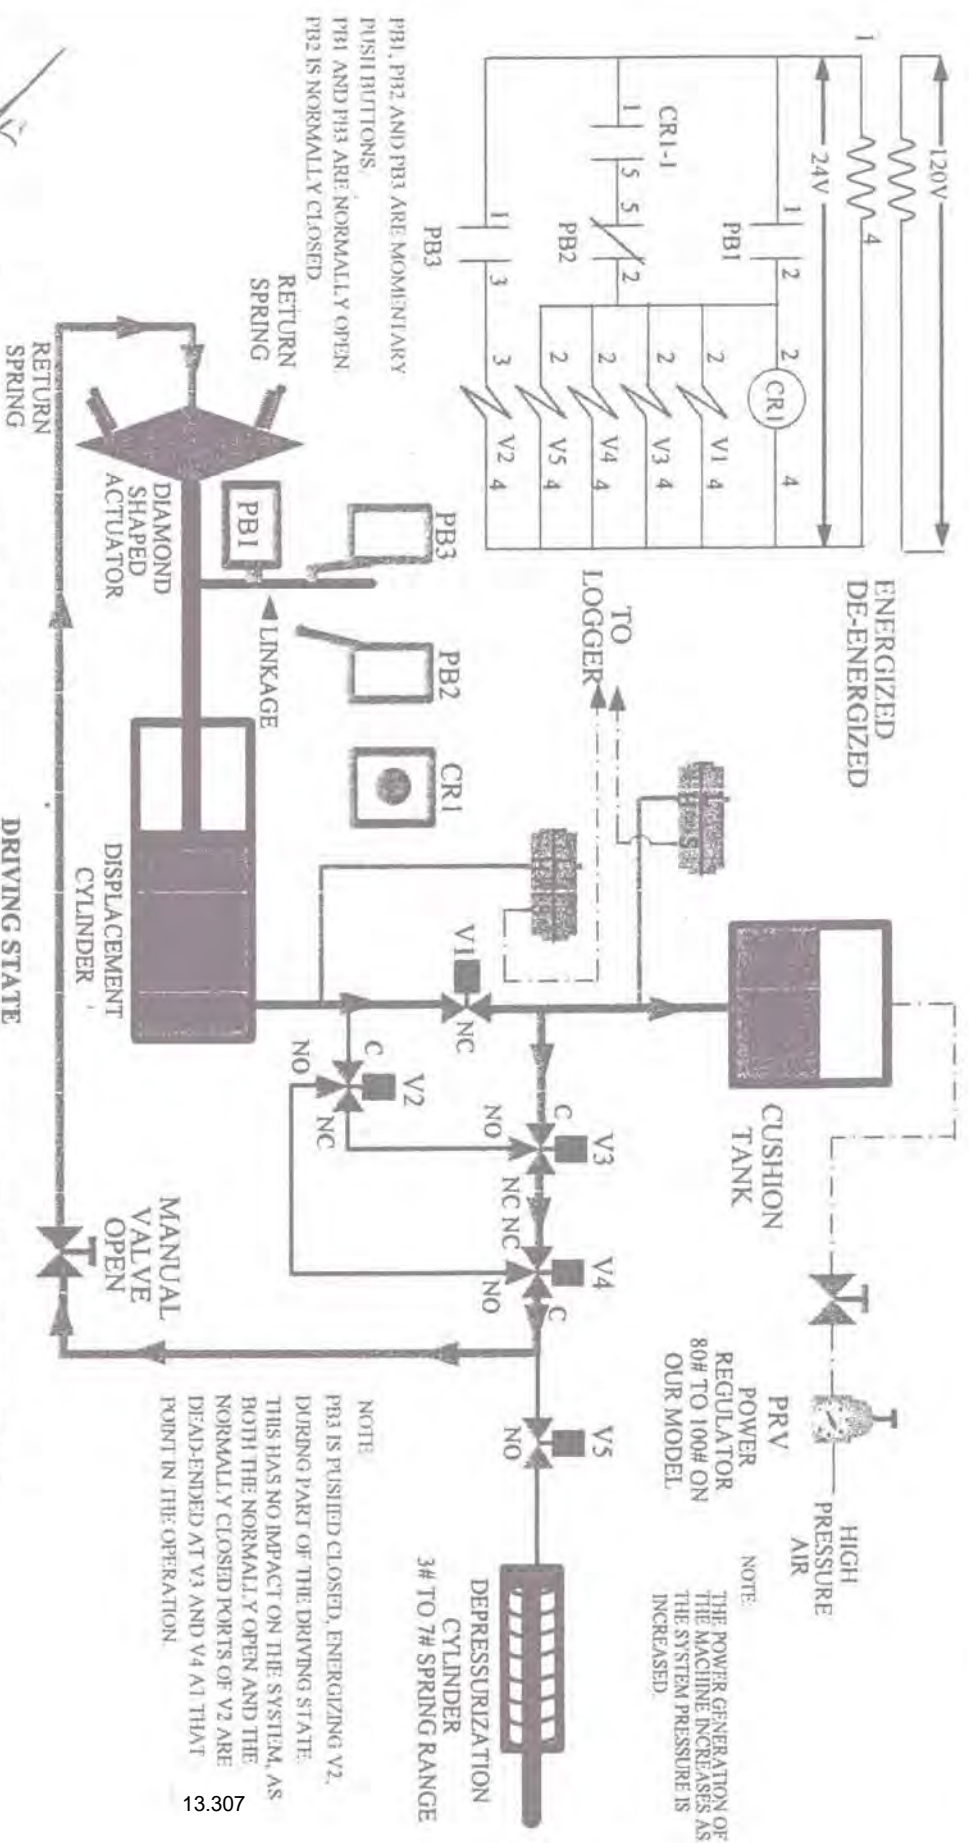 120V
1
4
24V
1
PB1
2
2
CR1
4
CR1-1
1
5
5
PB2
2
2
V1
4
2
V3
4
2
V4
4
2
V5
4
1
PB3
3
3
V2
4
ENERGIZED
DE-ENERGIZED
PB1, PB2 AND PB3 ARE MOMENTARY
PUSH BUTTONS.
PB1 AND PB3 ARE NORMALLY OPEN
PB2 IS NORMALLY CLOSED
RETURN
SPRING
RETURN
SPRING
DIAMOND
SHAPED
ACTUATOR
PB1
PB3
LINKAGE
PB2
CR1
TO
LOGGER
DISPLACEMENT
CYLINDER
V1
NC
CUSHION
TANK
C
V2
NO
NC
C
V3
NO
NC
NC
V4
NO
C
V5
NO
MANUAL
VALVE
OPEN
PRV
POWER
REGULATOR
80# TO 100# ON
OUR MODEL
HIGH
PRESSURE
AIR
NOTE:
THE POWER GENERATION OF
THE MACHINE INCREASES AS
THE SYSTEM PRESSURE IS
INCREASED.
DEPRESSURIZATION
CYLINDER
3# TO 7# SPRING RANGE
NOTE
PB3 IS PUSHED CLOSED, ENERGIZING V2,
DURING PART OF THE DRIVING STATE.
THIS HAS NO IMPACT ON THE SYSTEM, AS
BOTH THE NORMALLY OPEN AND THE
NORMALLY CLOSED PORTS OF V2 ARE
DEAD-ENDED AT V3 AND V4 AT THAT
POINT IN THE OPERATION.
DRIVING STATE
13.307